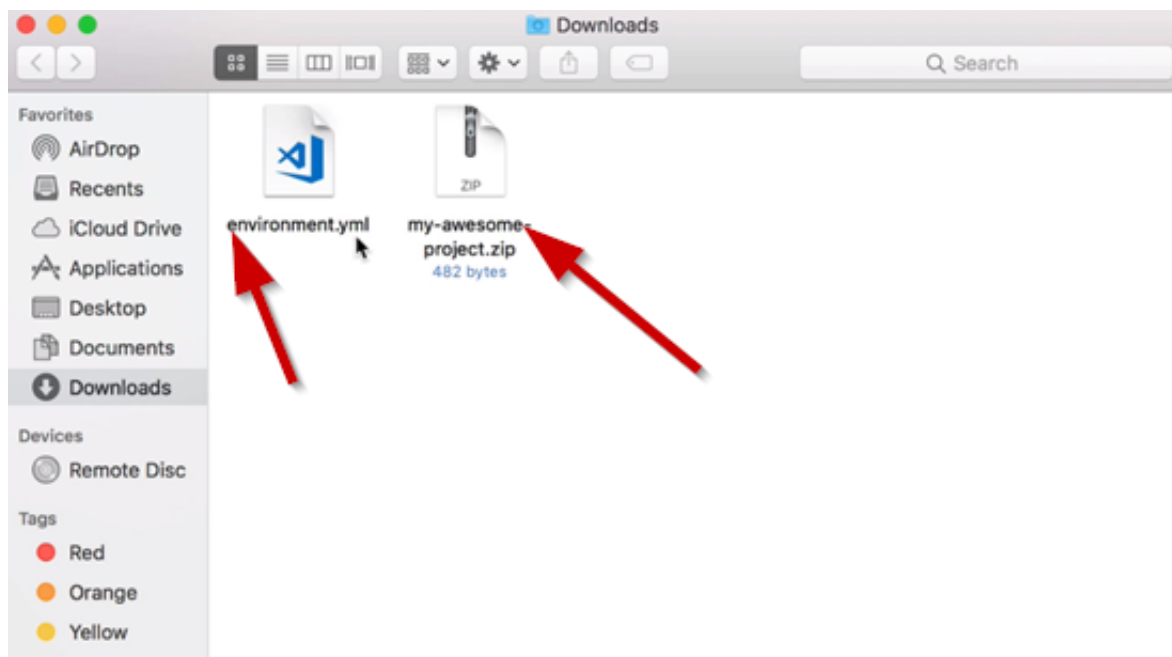 Downloads
Search
Favorites
AirDrop
Recents
iCloud Drive
Applications
Desktop
Documents
Downloads
Devices
Remote Disc
Tags
Red
Orange
Yellow
ZIP
environment.yml
my-awesome-
project.zip
482 bytes